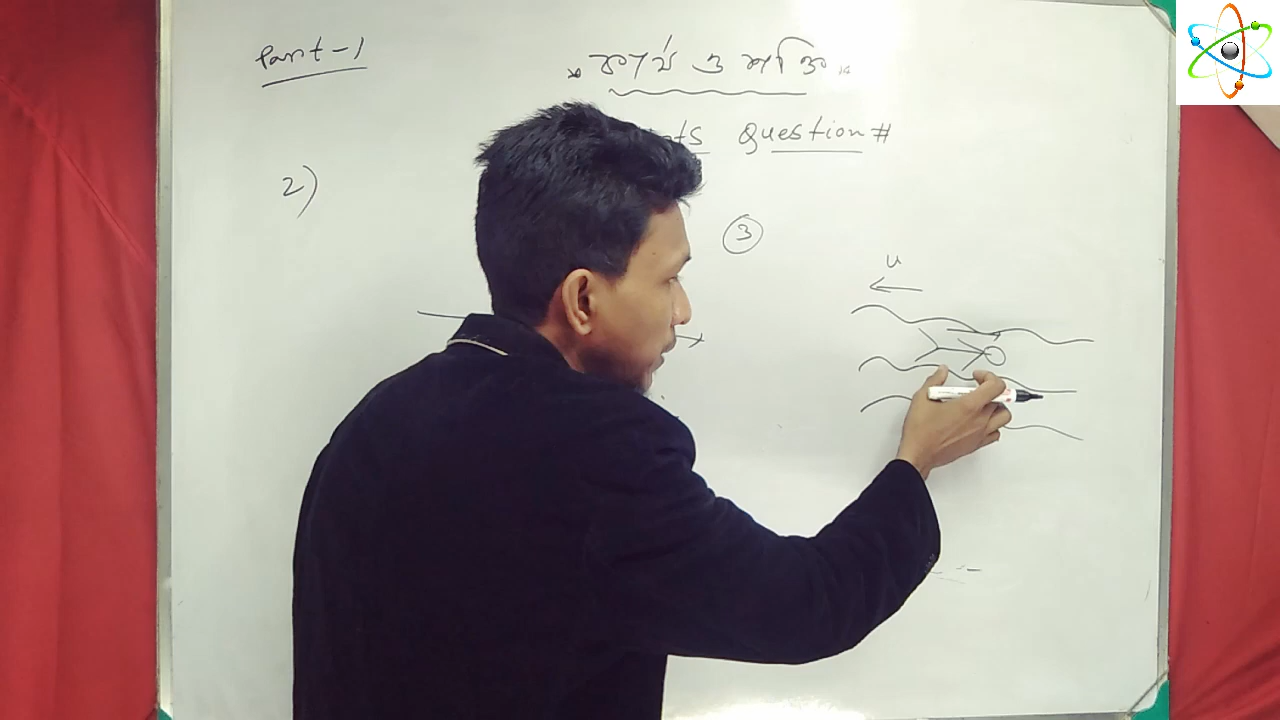 Part-1
* কার্য ও শক্তি *
Question #
2)
3
u